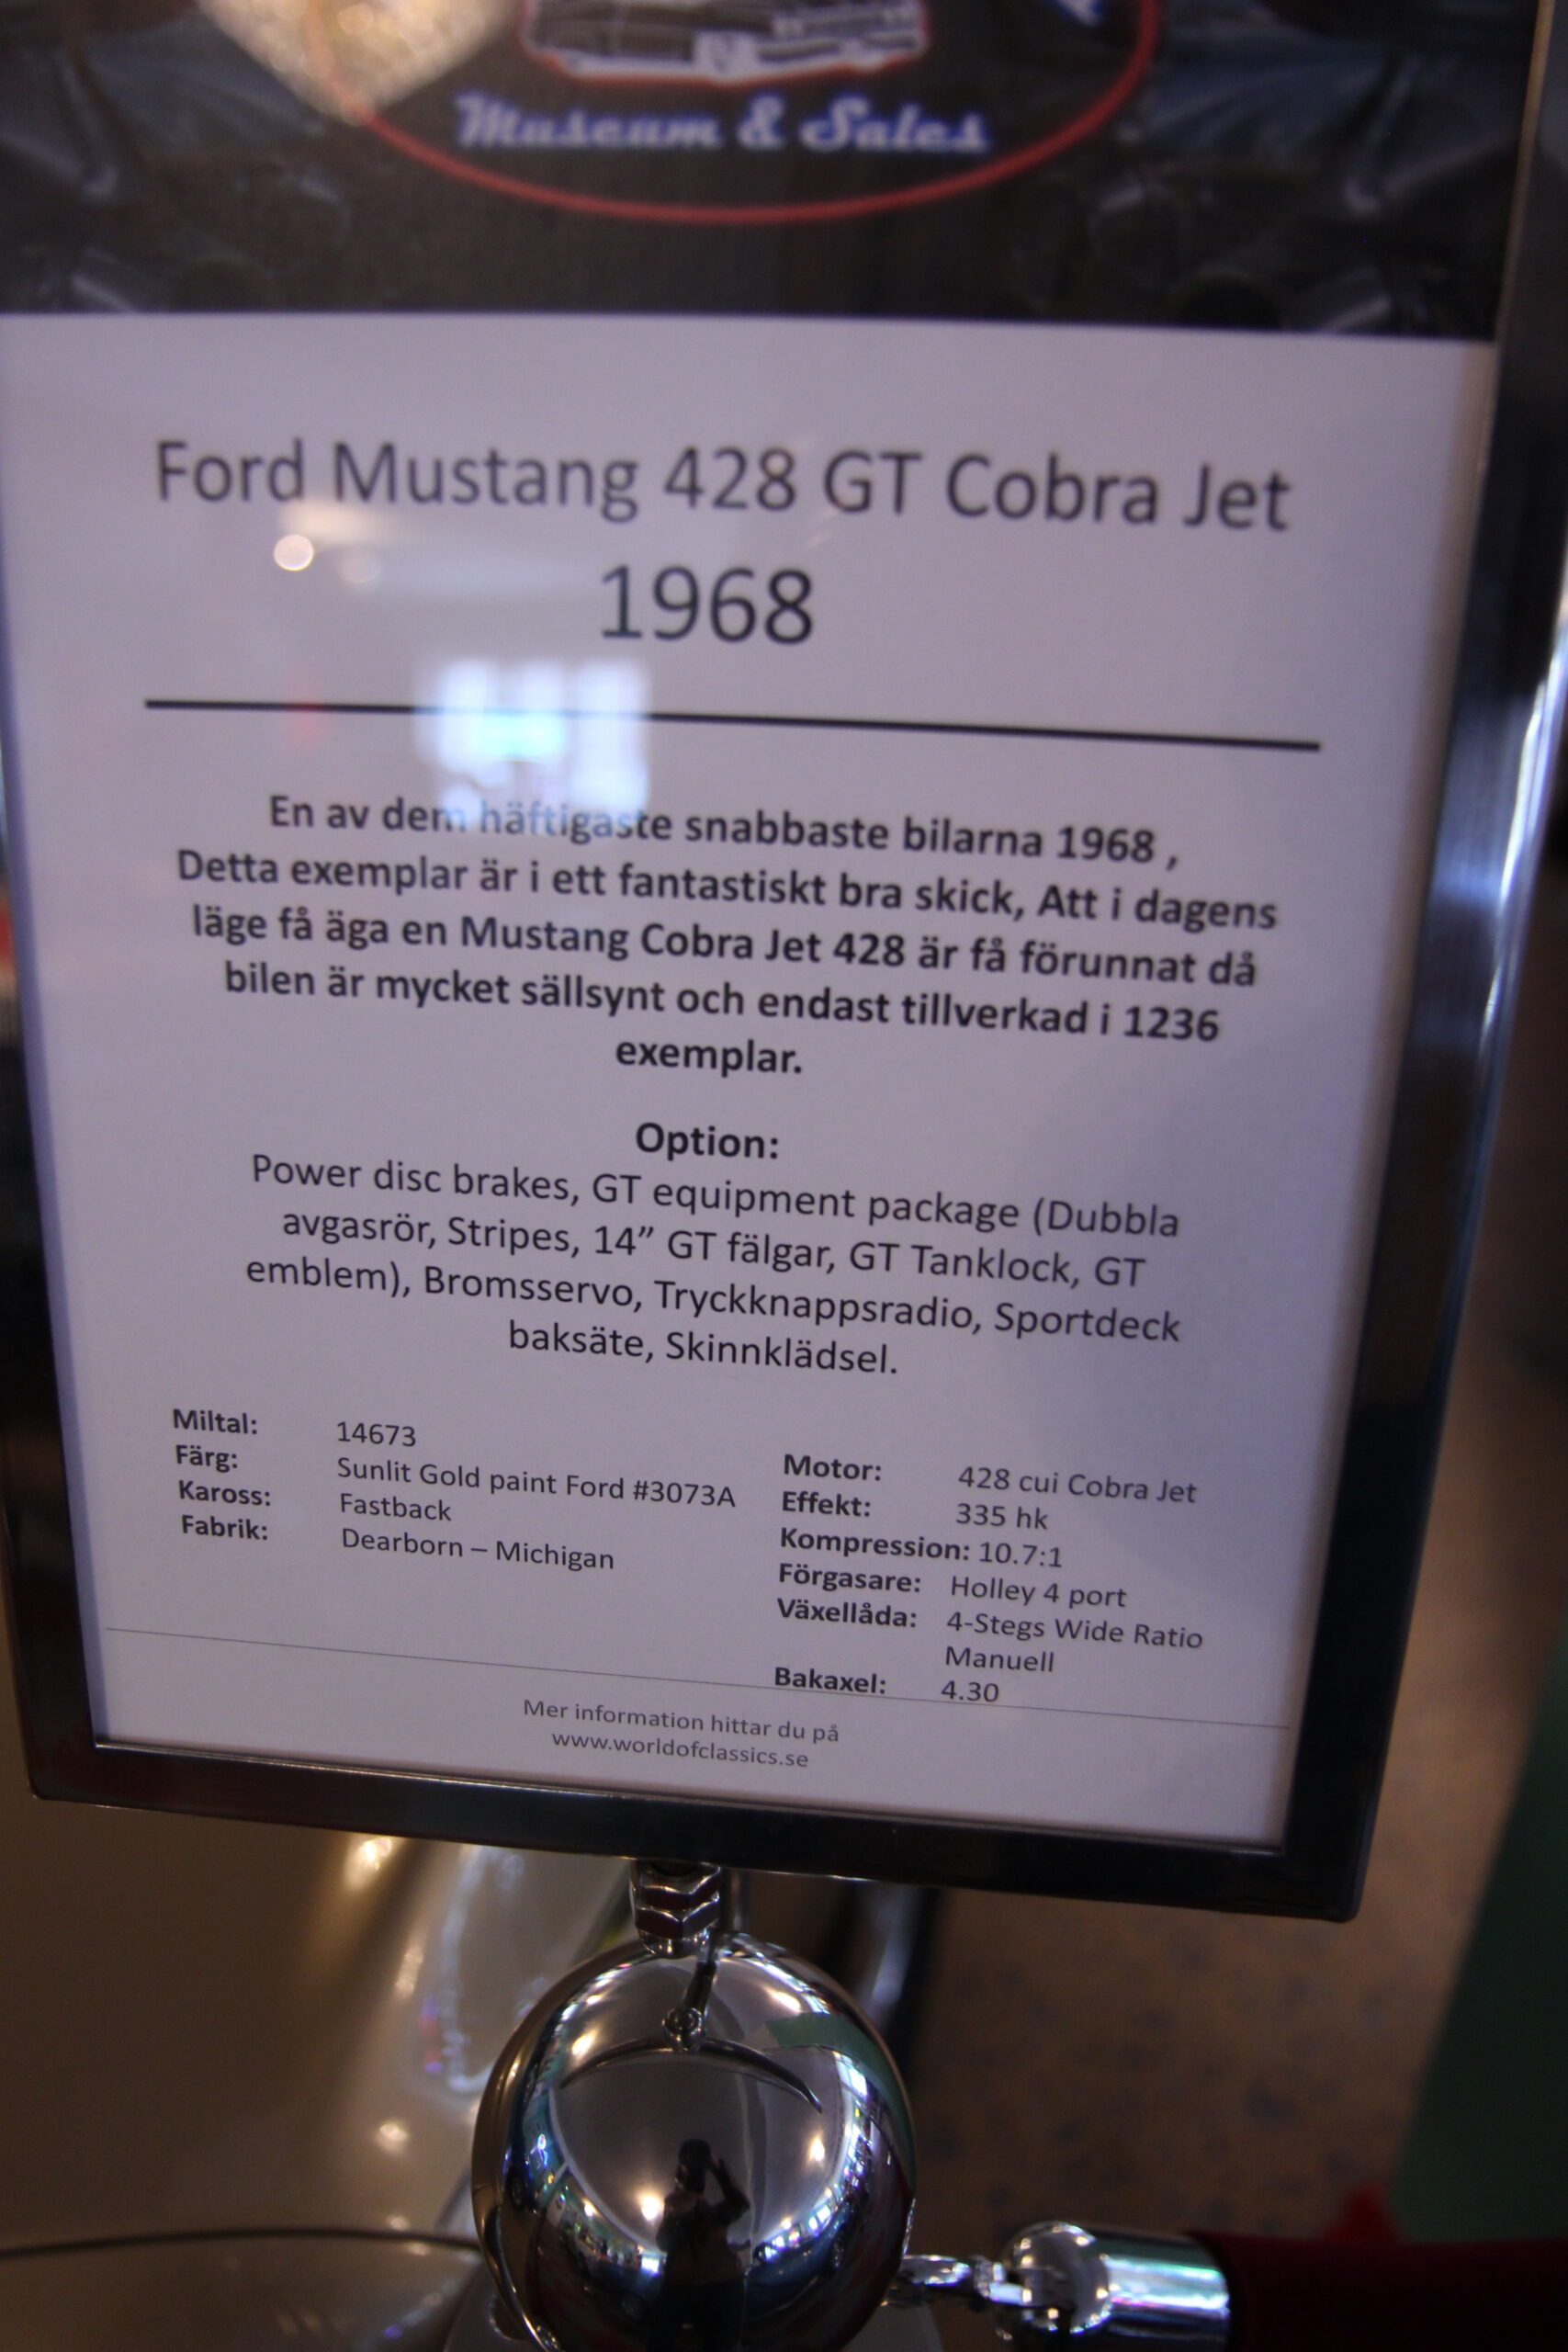 Museum & Sales
Ford Mustang 428 GT Cobra Jet
1968
En av dem häftigaste snabbaste bilarna 1968 ,
Detta exemplar är i ett fantastiskt bra skick, Att i dagens
läge få äga en Mustang Cobra Jet 428 är få förunnat då
bilen är mycket sällsynt och endast tillverkad i 1236
exemplar.
Option:
Power disc brakes, GT equipment package (Dubbla
avgasrör, Stripes, 14” GT fälgar, GT Tanklock, GT
emblem), Bromsservo, Tryckknappsradio, Sportdeck
baksäte, Skinnklädsel.
Miltal: 14673
Färg: Sunlit Gold paint Ford #3073A
Kaross: Fastback
Fabrik: Dearborn – Michigan
Motor: 428 cui Cobra Jet
Effekt: 335 hk
Kompression: 10.7:1
Förgasare: Holley 4 port
Växellåda: 4-Stegs Wide Ratio
Manuell
Bakaxel: 4.30
Mer information hittar du på
www.worldofclassics.se